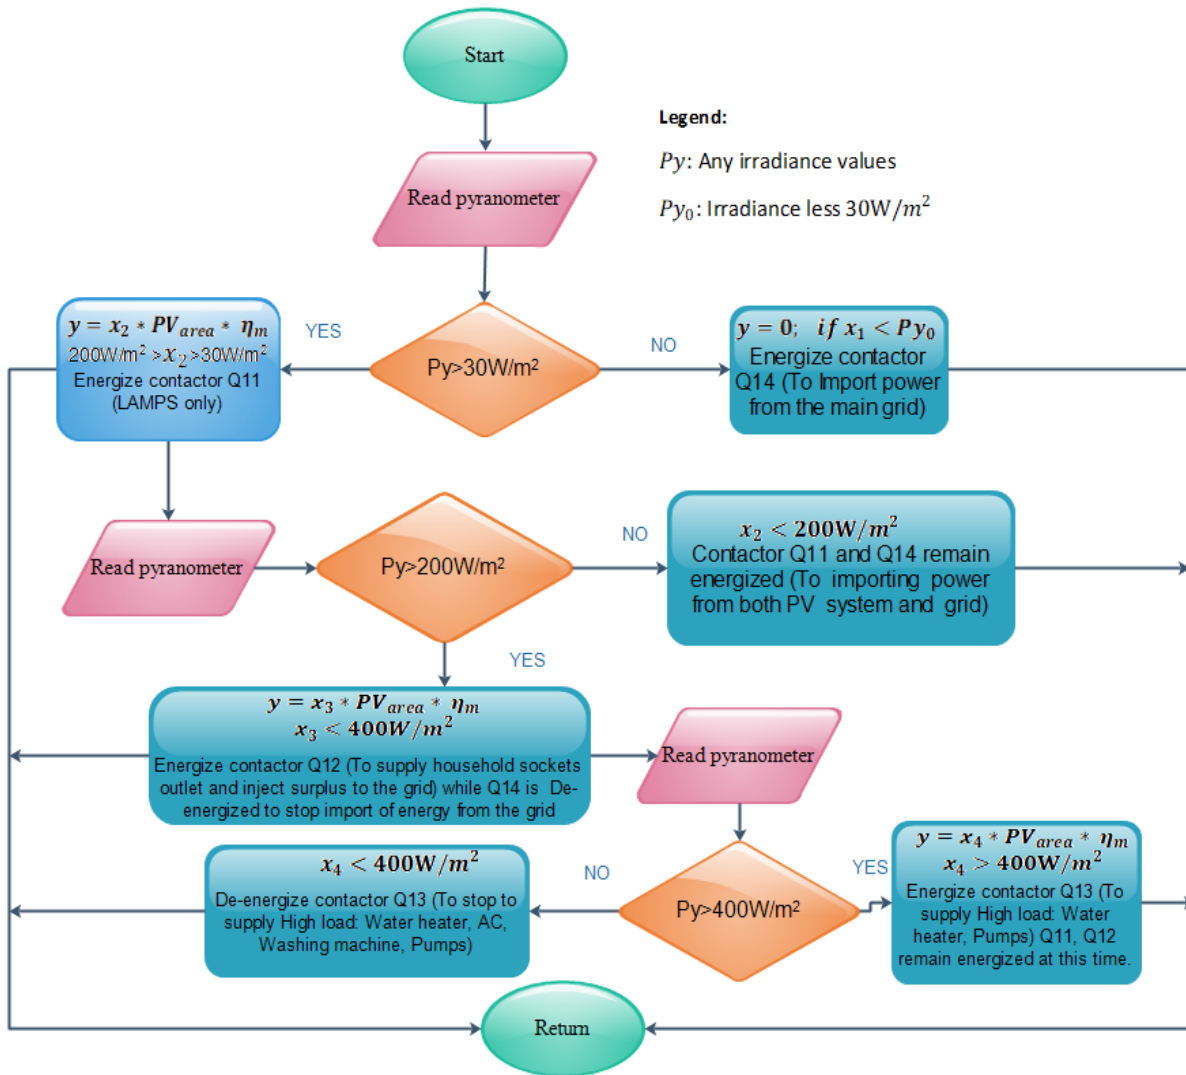 Start
Legend:
Py: Any irradiance values
Py₀: Irradiance less 30W/m²
Read pyranometer
y = x₂ * PV_area * η_m
200W/m² >x₂>30W/m²
Energize contactor Q11
(LAMPS only)
YES
Py>30W/m²
NO
y = 0; if x₁ < Py₀
Energize contactor
Q14 (To Import power
from the main grid)
Read pyranometer
Py>200W/m²
NO
x₂ < 200W/m²
Contactor Q11 and Q14 remain
energized (To importing power
from both PV system and grid)
YES
y = x₃ * PV_area * η_m
x₃ < 400W/m²
Energize contactor Q12 (To supply household sockets
outlet and inject surplus to the grid) while Q14 is De-
energized to stop import of energy from the grid
Read pyranometer
x₄ < 400W/m²
De-energize contactor Q13 (To stop to
supply High load: Water heater, AC,
Washing machine, Pumps)
NO
Py>400W/m²
YES
y = x₄ * PV_area * η_m
x₄ > 400W/m²
Energize contactor Q13 (To
supply High load: Water
heater, Pumps) Q11, Q12
remain energized at this time.
Return